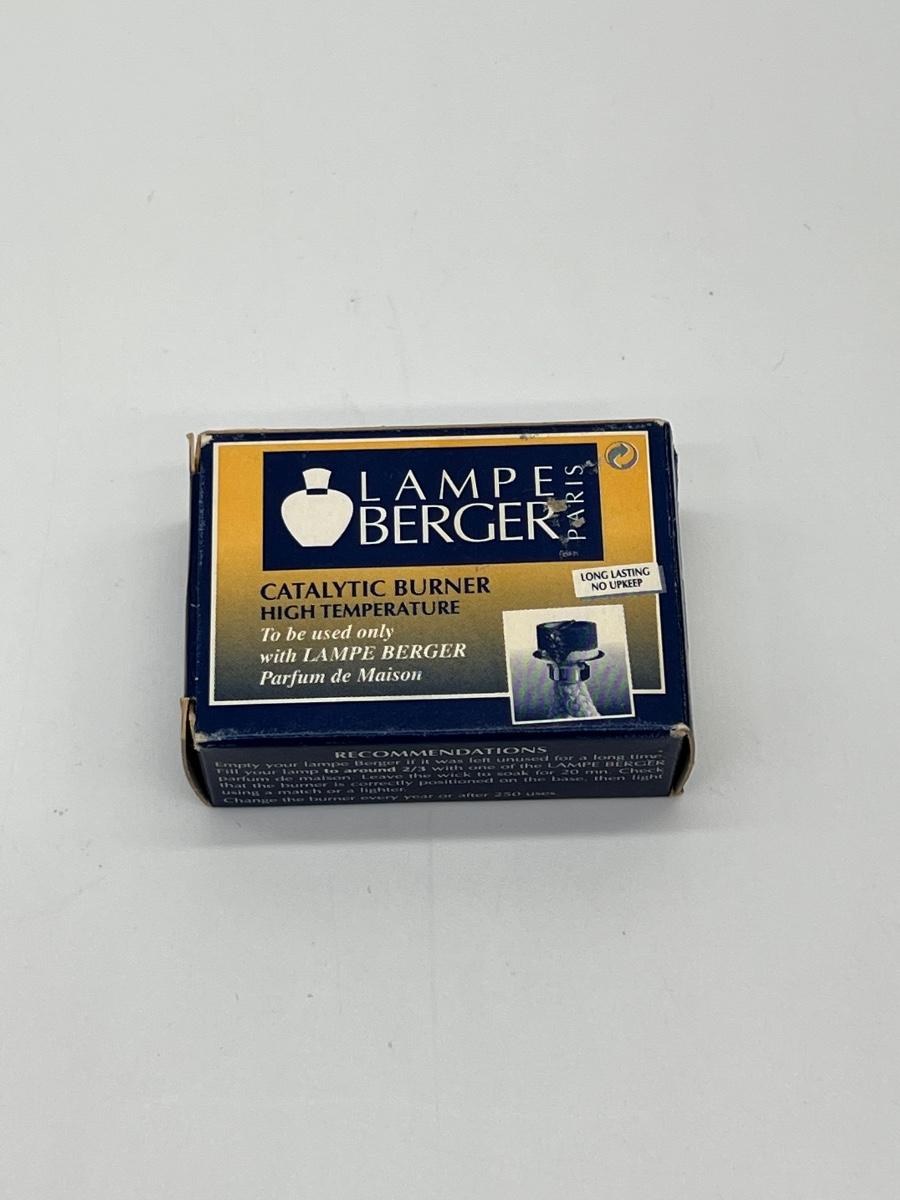 LAMPE
BERGER
PARIS
LONG LASTING
NO UPKEEP
CATALYTIC BURNER
HIGH TEMPERATURE
To be used only
with LAMPE BERGER
Parfum de Maison
RECOMMENDATIONS
Empty your lampe Berger if it was left unused for a long time.
Fill your lamp to around 2/3 with one of the LAMPE BERGER
parfum de maison. Leave the wick to soak for 20 mn. Check
that the burner is correctly positioned on the base, then light
using a match or a lighter.
Change the burner every year or after 250 uses.